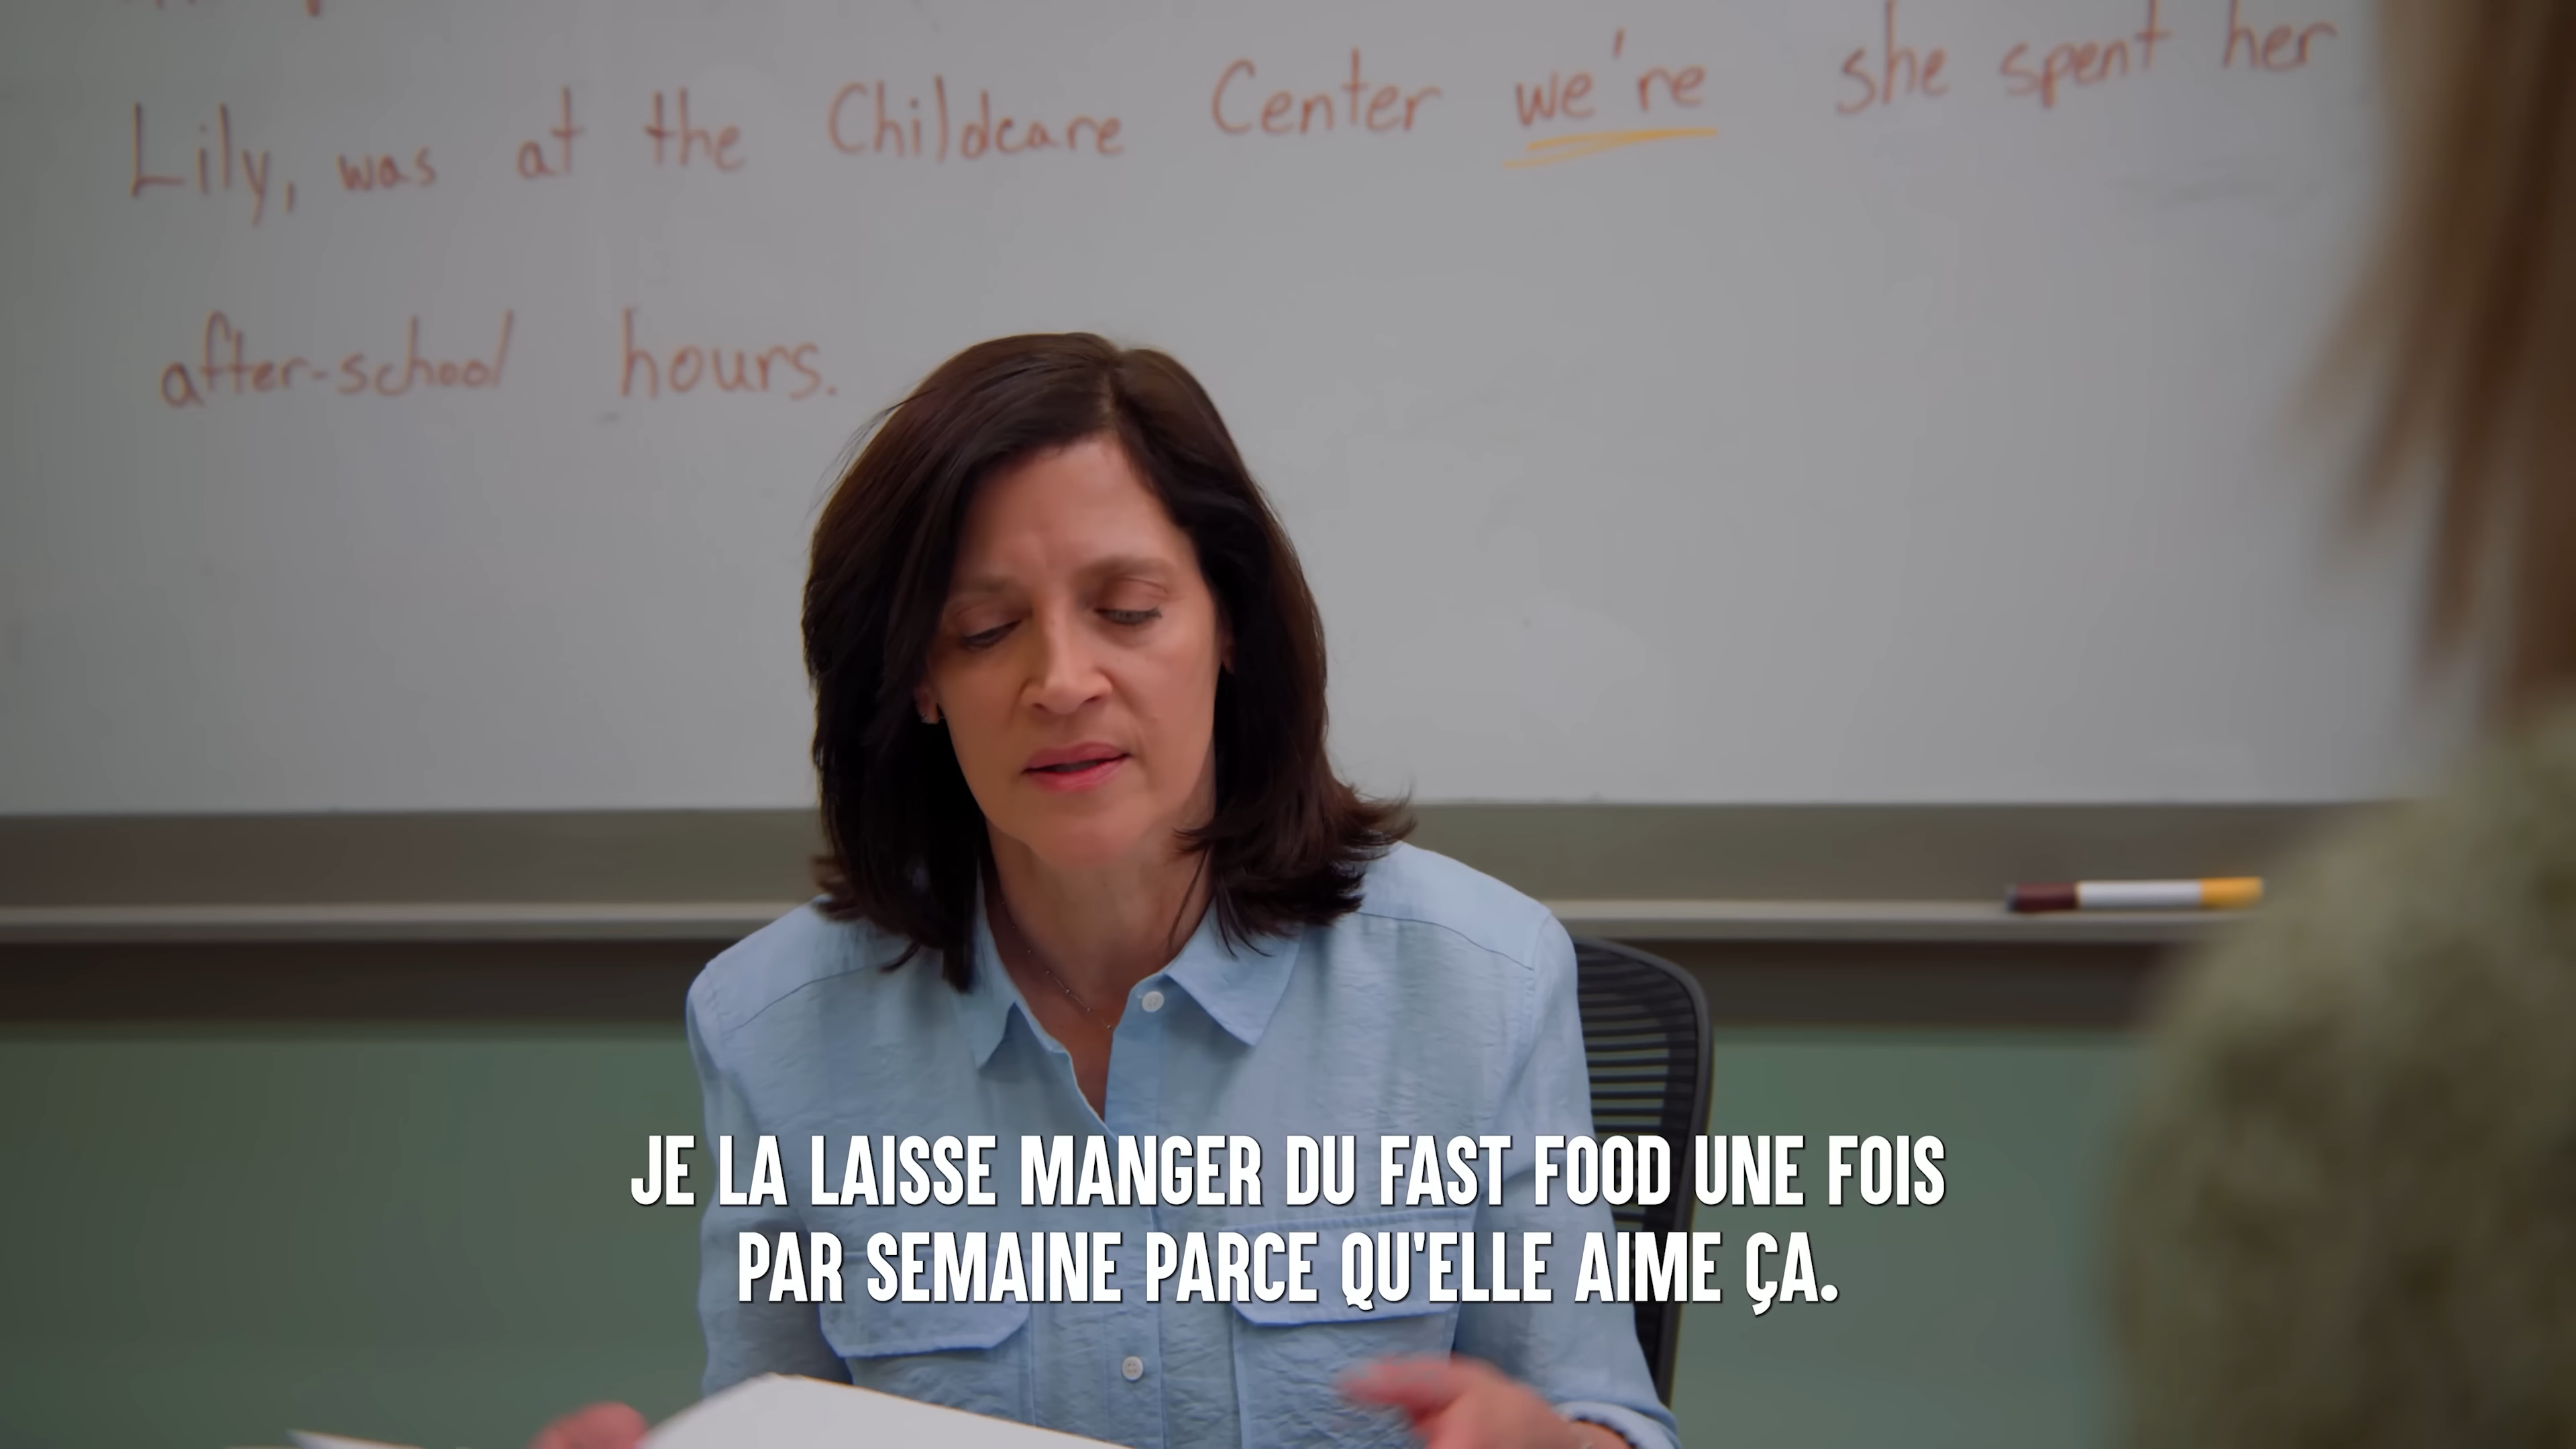 Lily, was at the Childcare Center we're she spent her
after-school hours.
JE LA LAISSE MANGER DU FAST FOOD UNE FOIS
PAR SEMAINE PARCE QU'ELLE AIME ÇA.